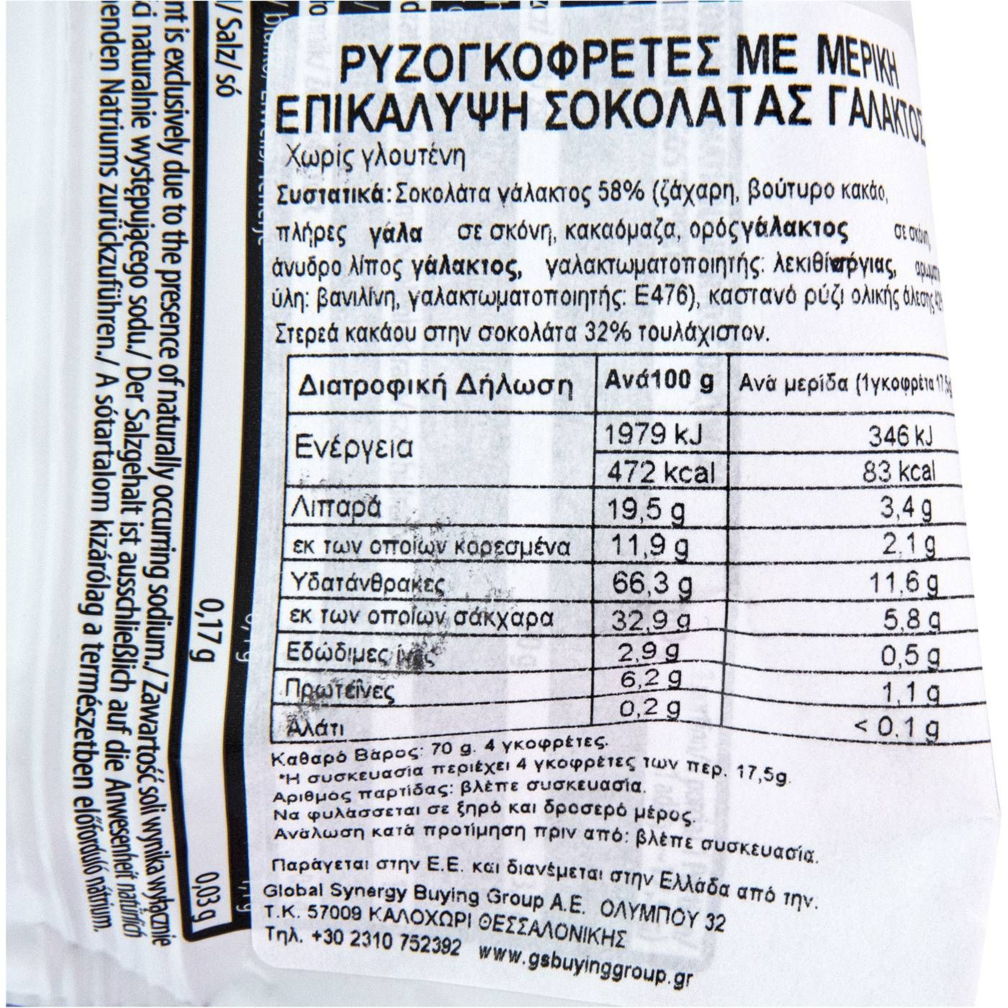 ΡΥΖΟΓΚΟΦΡΕΤΕΣ ΜΕ ΜΕΡΙΚΗ
ΕΠΙΚΑΛΥΨΗ ΣΟΚΟΛΑΤΑΣ ΓΑΛΑΚΤΟΣ
Χωρίς γλουτένη
Συστατικά: Σοκολάτα γάλακτος 58% (ζάχαρη, βούτυρο κακάο,
πλήρες γάλα σε σκόνη, κακαόμαζα, ορός γάλακτος σε σκόνη,
άνυδρο λίπος γάλακτος, γαλακτωματοποιητής: λεκιθίνη
ύλη: βανιλίνη, γαλακτωματοποιητής: Ε476), καστανό ρύζι ολικής άλεσης
Στερεά κακάου στην σοκολάτα 32% τουλάχιστον.
Διατροφική Δήλωση Ανά100 g Ανά μερίδα (1γκοφρέτα 17,5g
Ενέργεια 1979 kJ 346 kJ
472 kcal 83 kcal
Λιπαρά 19,5 g 3,4 g
εκ των οποίων κορεσμένα 11,9 g 2,1 g
Υδατάνθρακες 66,3 g 11,6 g
εκ των οποίων σάκχαρα 32,9 g 5,8 g
Εδώδιμες ίνες 2,9 g 0,5 g
Πρωτεΐνες 6,2 g 1,1 g
Αλάτι 0,2 g < 0,1 g
Καθαρό Βάρος: 70 g. 4 γκοφρέτες.
*Η συσκευασία περιέχει 4 γκοφρέτες των περ. 17,5g.
Αριθμός παρτίδας: βλέπε συσκευασία.
Να φυλάσσεται σε ξηρό και δροσερό μέρος.
Ανάλωση κατά προτίμηση πριν από: βλέπε συσκευασία.
Παράγεται στην Ε.Ε. και διανέμεται στην Ελλάδα από την.
Global Synergy Buying Group Α.Ε. ΟΛΥΜΠΟΥ 32
Τ.Κ. 57009 ΚΑΛΟΧΩΡΙ ΘΕΣΣΑΛΟΝΙΚΗΣ
Τηλ. +30 2310 752392 www.gsbuyinggroup.gr
/ Salz/ só
0,17 g 0,03 g
nt is exclusively due to the presence of naturally occurring sodium./ Zawartość soli wynika wyłącznie
ci naturalnie występującego sodu./ Der Salzgehalt ist ausschließlich auf die Anwesenheit natürlich
enden Natriums zurückzuführen./ A sótartalom kizárólag a természetben előforduló nátrium.